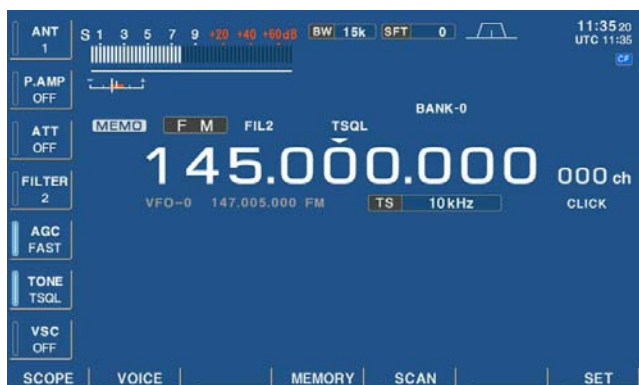 ANT
1
S 1 3 5 7 9 +20 +40 +60dB
BW 15k
SFT 0
11:35 20
UTC 11:35
CF
P.AMP
OFF
BANK-0
ATT
OFF
MEMO
F M
FIL2
TSQL
145.000.000
000 ch
FILTER
2
VFO-0 147.005.000 FM
TS 10kHz
CLICK
AGC
FAST
TONE
TSQL
VSC
OFF
SCOPE VOICE MEMORY SCAN SET